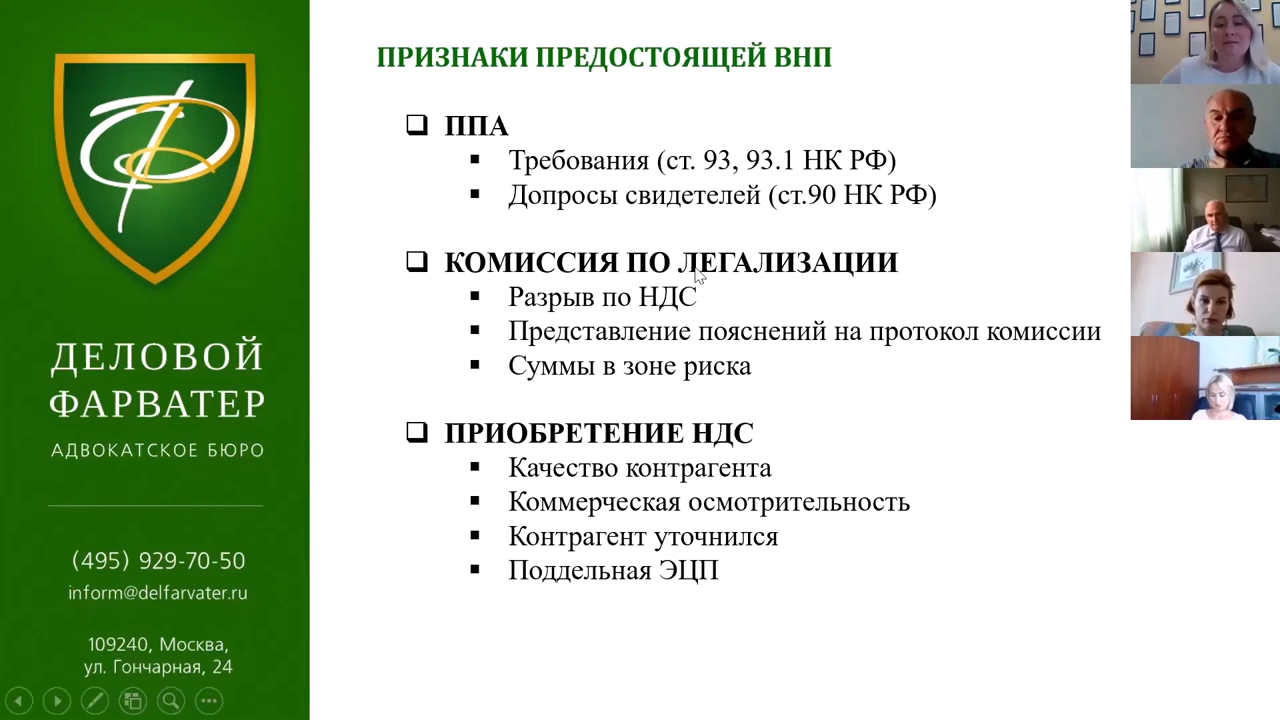 ДЕЛОВОЙ
ФАРВАТЕР
АДВОКАТСКОЕ БЮРО
(495) 929-70-50
inform@delfarvater.ru
109240, Москва,
ул. Гончарная, 24
ПРИЗНАКИ ПРЕДОСТОЯЩЕЙ ВНП
ППА
Требования (ст. 93, 93.1 НК РФ)
Допросы свидетелей (ст.90 НК РФ)
КОМИССИЯ ПО ЛЕГАЛИЗАЦИИ
Разрыв по НДС
Представление пояснений на протокол комиссии
Суммы в зоне риска
ПРИОБРЕТЕНИЕ НДС
Качество контрагента
Коммерческая осмотрительность
Контрагент уточнился
Поддельная ЭЦП